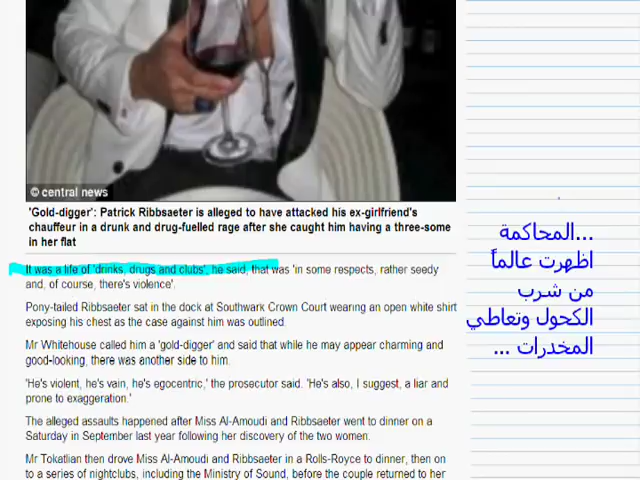 © central news
'Gold-digger': Patrick Ribbsaeter is alleged to have attacked his ex-girlfriend's
chauffeur in a drunk and drug-fuelled rage after she caught him having a three-some
in her flat
It was a life of 'drinks, drugs and clubs', he said, that was 'in some respects, rather seedy
and, of course, there's violence'.
Pony-tailed Ribbsaeter sat in the dock at Southwark Crown Court wearing an open white shirt
exposing his chest as the case against him was outlined.
Mr Whitehouse called him a 'gold-digger' and said that while he may appear charming and
good-looking, there was another side to him.
'He's violent, he's vain, he's egocentric,' the prosecutor said. 'He's also, I suggest, a liar and
prone to exaggeration.'
The alleged assaults happened after Miss Al-Amoudi and Ribbsaeter went to dinner on a
Saturday in September last year following her discovery of the two women.
Mr Tokatlian then drove Miss Al-Amoudi and Ribbsaeter in a Rolls-Royce to dinner, then on
to a series of nightclubs, including the Ministry of Sound, before the couple returned to her
...المحاكمة
اظهرت عالماً
من شرب
الكحول وتعاطي
المخدرات ...